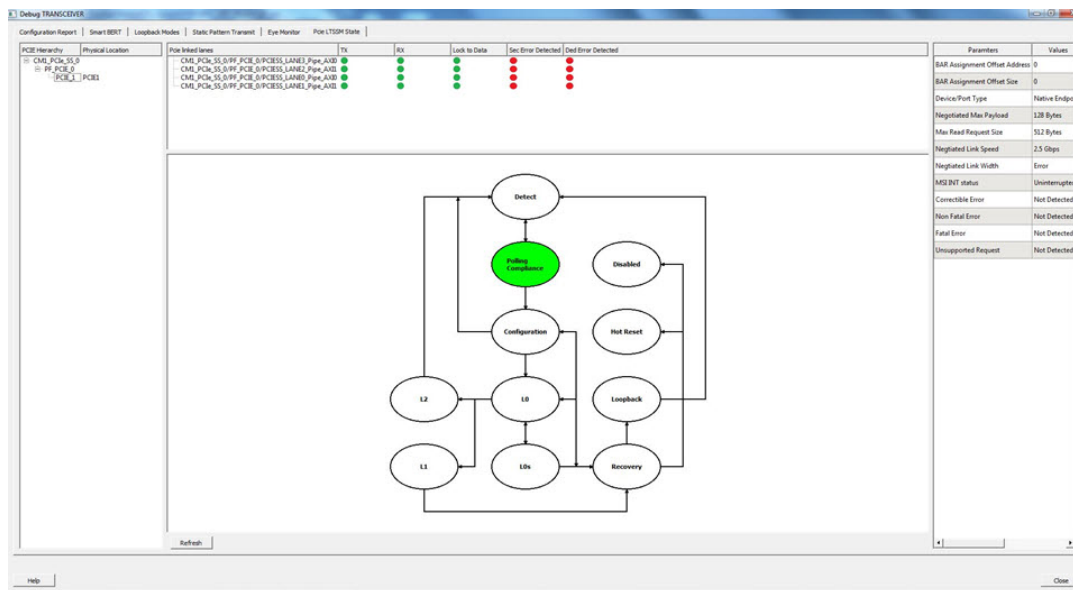 Debug TRANSCEIVER
Configuration Report Smart BERT Loopback Modes Static Pattern Transmit Eye Monitor Pcie LTSSM State
PCIE Hierarchy Physical Location
CM1_PCIe_SS_0
PF_PCIE_0
PCIE_1 PCIE1
Pcie linked lanes TX RX Lock to Data Sec Error Detected Ded Error Detected
CM1_PCIe_SS_0/PF_PCIE_0/PCIESS_LANE3_Pipe_AXI0
CM1_PCIe_SS_0/PF_PCIE_0/PCIESS_LANE2_Pipe_AXI1
CM1_PCIe_SS_0/PF_PCIE_0/PCIESS_LANE0_Pipe_AXI0
CM1_PCIe_SS_0/PF_PCIE_0/PCIESS_LANE1_Pipe_AXI1
Detect
Polling
Compliance
Disabled
Configuration
Hot Reset
L2
L0
Loopback
L1
L0s
Recovery
Refresh
Paramters Values
BAR Assignment Offset Address 0
BAR Assignment Offset Size 0
Device/Port Type Native Endpo
Negotiated Max Payload 128 Bytes
Max Read Request Size 512 Bytes
Negtiated Link Speed 2.5 Gbps
Negtiated Link Width Error
MSI INT status Uninterrupte
Correctible Error Not Detected
Non Fatal Error Not Detected
Fatal Error Not Detected
Unsupported Request Not Detected
Help
Close